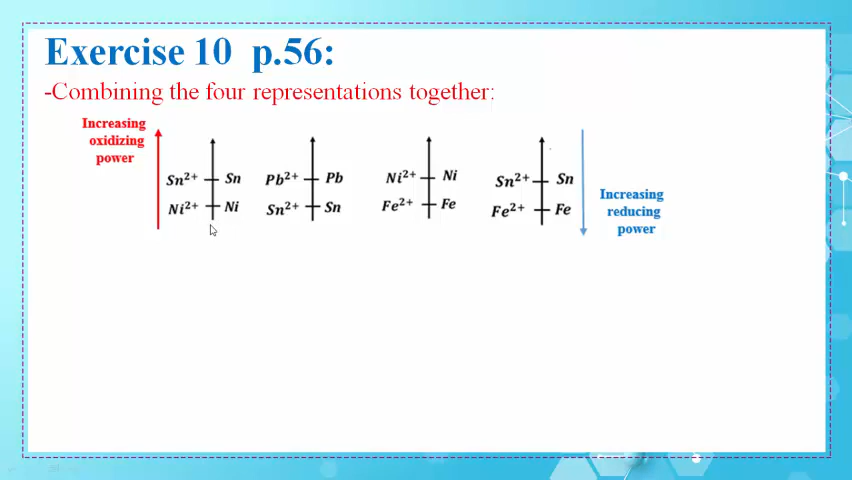 Exercise 10 p.56:
-Combining the four representations together:
Increasing
oxidizing
power
Sn²⁺ Sn
Ni²⁺ Ni
Pb²⁺ Pb
Sn²⁺ Sn
Ni²⁺ Ni
Fe²⁺ Fe
Sn²⁺ Sn
Fe²⁺ Fe
Increasing
reducing
power